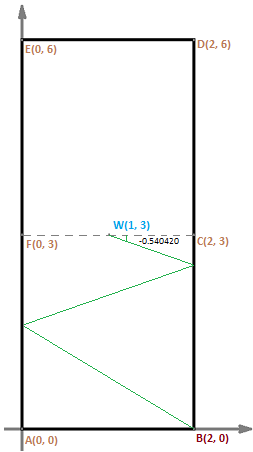 E(0, 6)
D(2, 6)
W(1, 3)
-0.540420
F(0, 3)
C(2, 3)
A(0, 0)
B(2, 0)